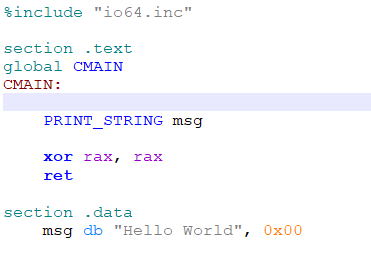 %include "io64.inc"
section .text
global CMAIN
CMAIN:
PRINT_STRING msg
xor rax, rax
ret
section .data
msg db "Hello World", 0x00